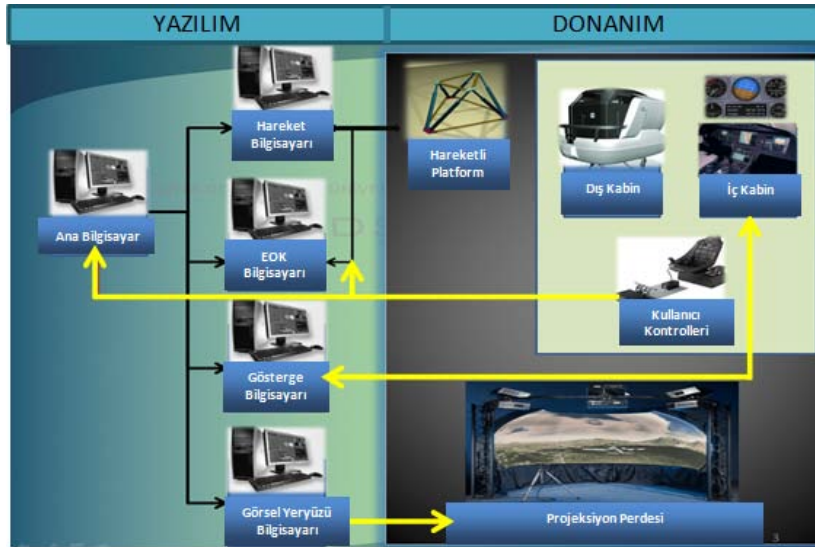 YAZILIM
DONANIM
Hareket
Bilgisayarı
Hareketli
Platform
Dış Kabin
İç Kabin
Ana Bilgisayar
EOK
Bilgisayarı
Kullanıcı
Kontrolleri
Gösterge
Bilgisayarı
Görsel Yeryüzü
Bilgisayarı
Projeksiyon Perdesi
3